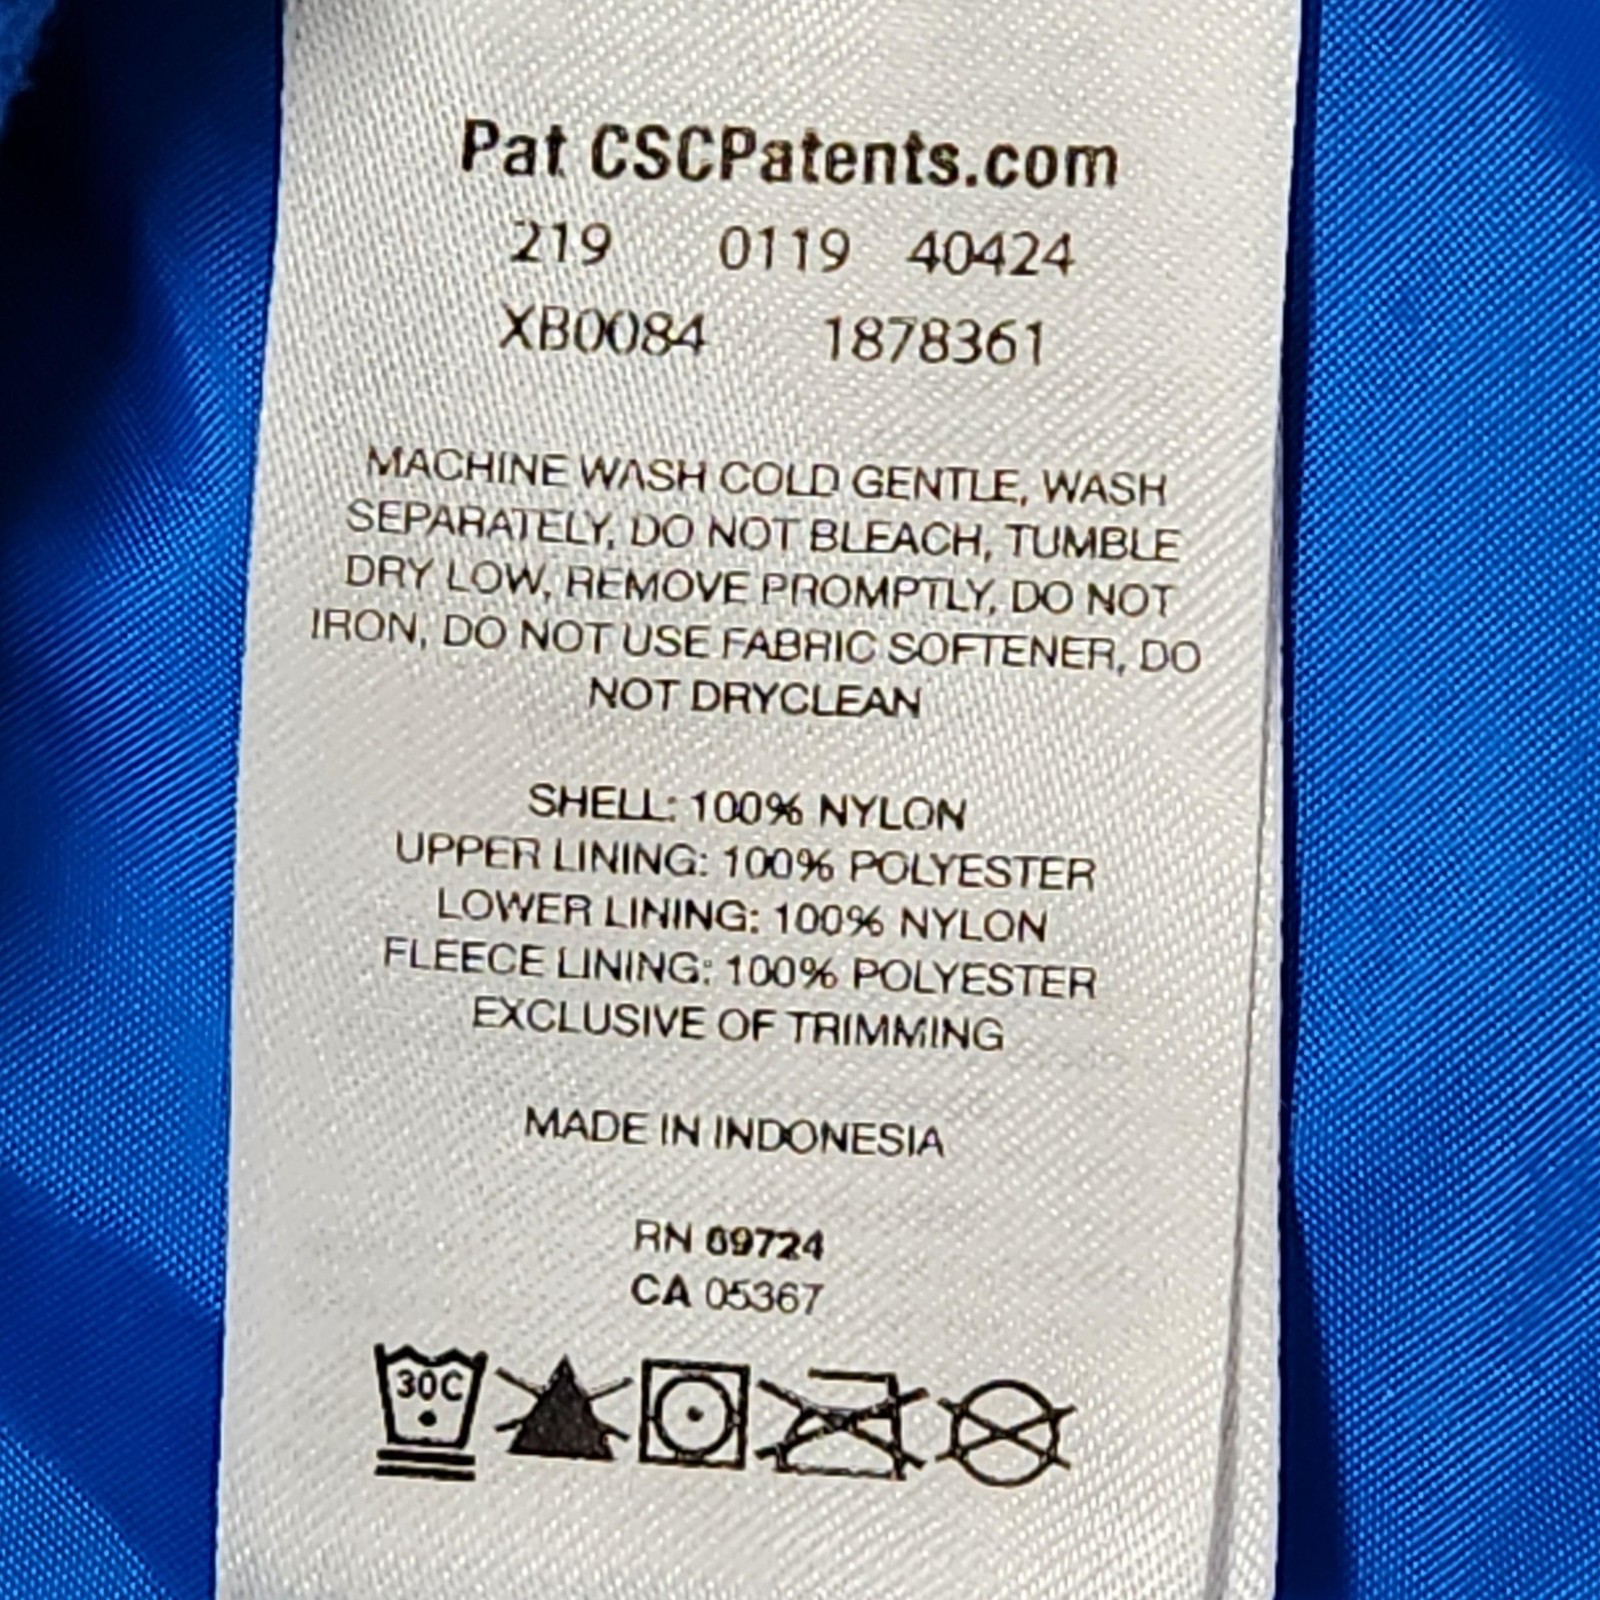 Pat CSCPatents.com
219 0119 40424
XB0084 1878361
MACHINE WASH COLD GENTLE, WASH
SEPARATELY, DO NOT BLEACH, TUMBLE
DRY LOW, REMOVE PROMPTLY, DO NOT
IRON, DO NOT USE FABRIC SOFTENER, DO
NOT DRYCLEAN
SHELL: 100% NYLON
UPPER LINING: 100% POLYESTER
LOWER LINING: 100% NYLON
FLEECE LINING: 100% POLYESTER
EXCLUSIVE OF TRIMMING
MADE IN INDONESIA
RN 69724
CA 05367
30C